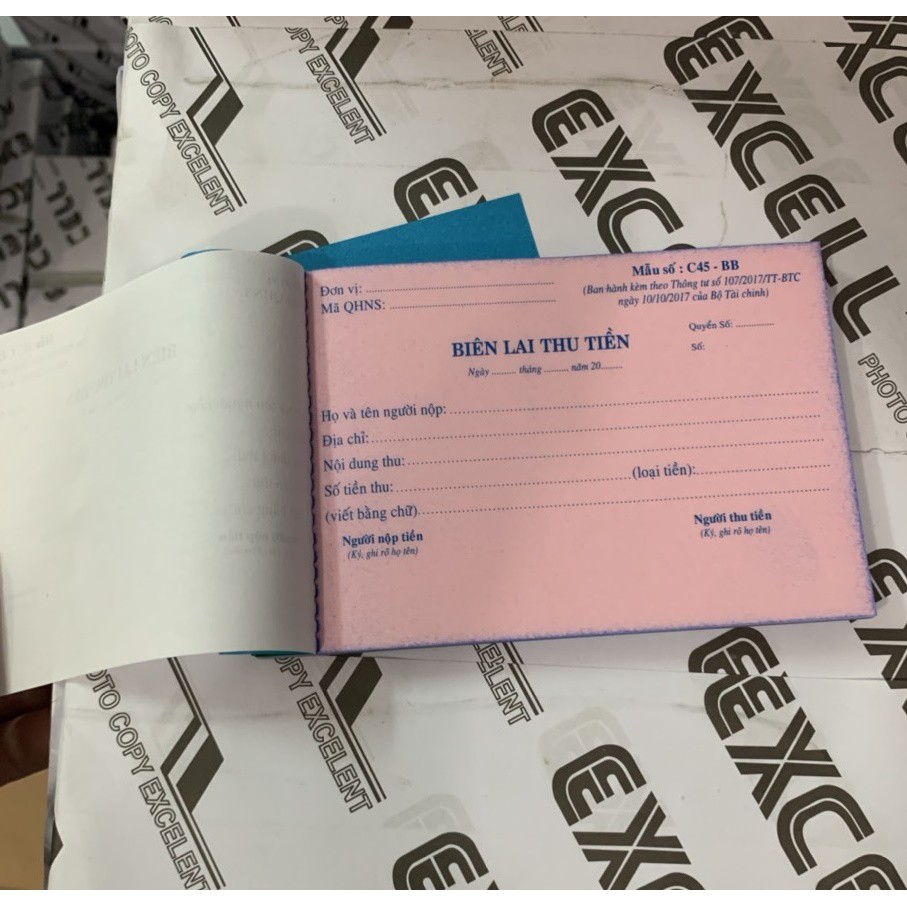 Đơn vị: ........................................................
Mã QHNS: ..................................................
Mẫu số : C45 - BB
(Ban hành kèm theo Thông tư số 107/2017/TT-BTC
ngày 10/10/2017 của Bộ Tài chính)
Quyển Số: ..............
Số:
BIÊN LAI THU TIỀN
Ngày ......... tháng ......... năm 20........
Họ và tên người nộp: ....................................................
Địa chỉ: ....................................................
Nội dung thu: ....................................................
Số tiền thu: .................................................... (loại tiền): ..............................
(viết bằng chữ) ....................................................
Người nộp tiền
(Ký, ghi rõ họ tên)
Người thu tiền
(Ký, ghi rõ họ tên)
PHOTO COPY EXCELENT
EXCELL
PHOTO
EXC